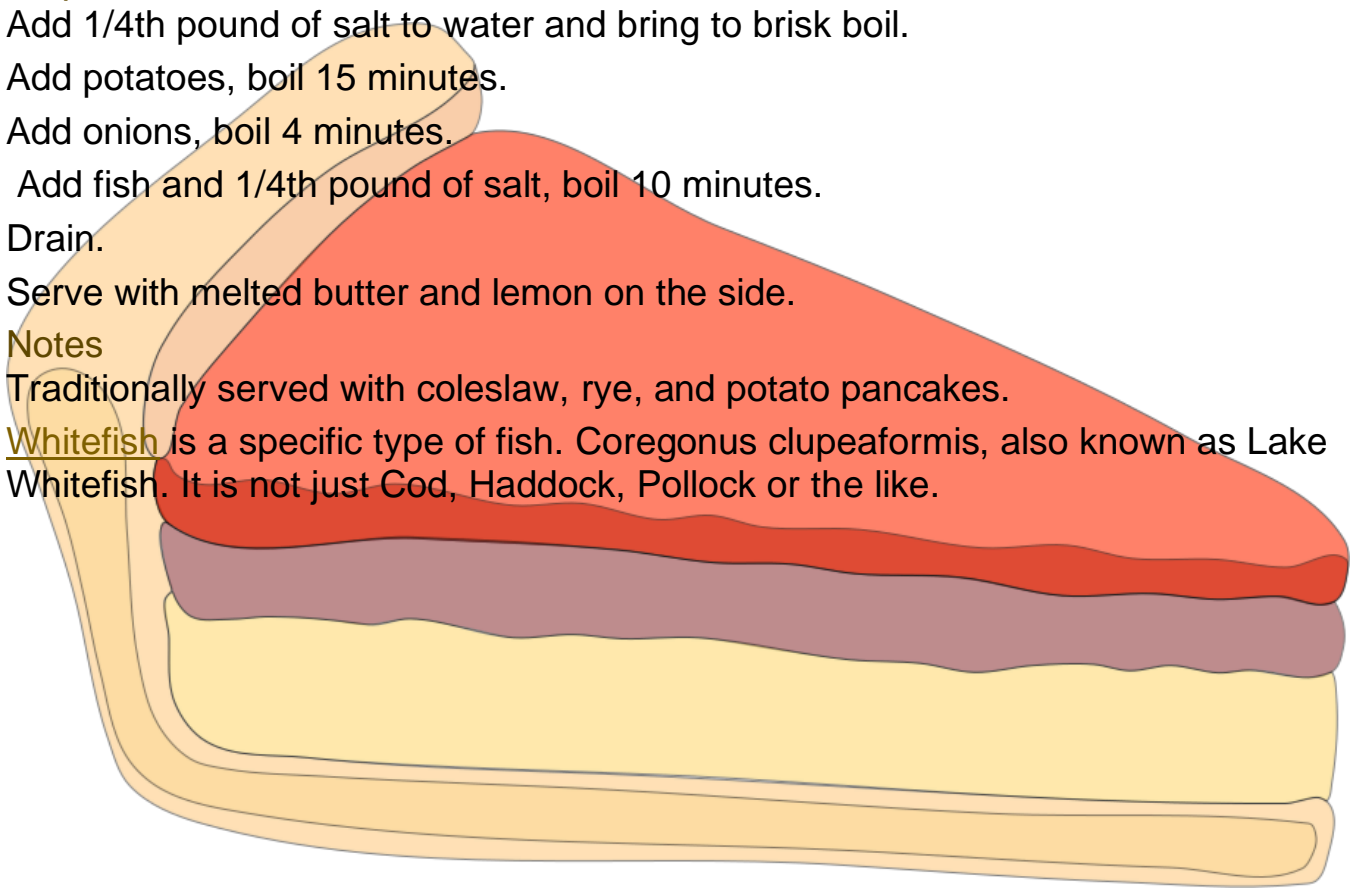 Add 1/4th pound of salt to water and bring to brisk boil.
Add potatoes, boil 15 minutes.
Add onions, boil 4 minutes.
Add fish and 1/4th pound of salt, boil 10 minutes.
Drain.
Serve with melted butter and lemon on the side.
Notes
Traditionally served with coleslaw, rye, and potato pancakes.
Whitefish is a specific type of fish. Coregonus clupeaformis, also known as Lake
Whitefish. It is not just Cod, Haddock, Pollock or the like.